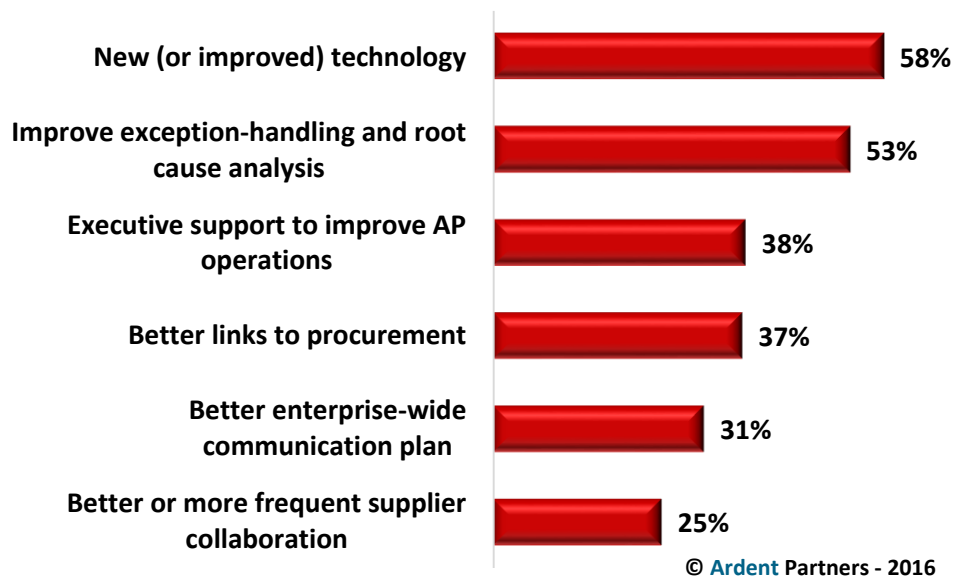 New (or improved) technology
58%
Improve exception-handling and root
cause analysis
53%
Executive support to improve AP
operations
38%
Better links to procurement
37%
Better enterprise-wide
communication plan
31%
Better or more frequent supplier
collaboration
25%
© Ardent Partners - 2016